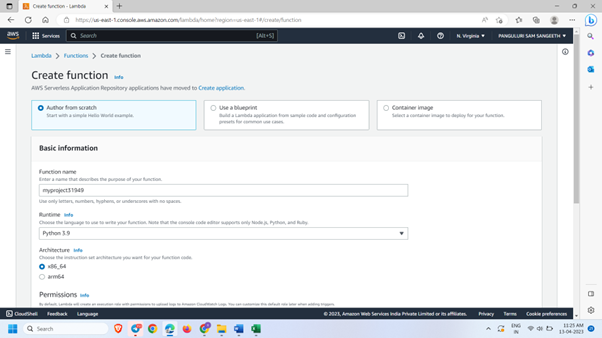 Create function - Lambda
https://us-east-1.console.aws.amazon.com/lambda/home?region=us-east-1#/create/function
aws
Services
Search
[Alt+S]
N. Virginia
PANGULURI SAM SANGEETH
Lambda > Functions > Create function
Create function Info
AWS Serverless Application Repository applications have moved to Create application.
Author from scratch
Start with a simple Hello World example.
Use a blueprint
Build a Lambda application from sample code and configuration
presets for common use cases.
Container image
Select a container image to deploy for your function.
Basic information
Function name
Enter a name that describes the purpose of your function.
myproject31949
Use only letters, numbers, hyphens, or underscores with no spaces.
Runtime Info
Choose the language to use to write your function. Note that the console code editor supports only Node.js, Python, and Ruby.
Python 3.9
Architecture Info
Choose the instruction set architecture you want for your function code.
x86_64
arm64
Permissions Info
By default, Lambda will create an execution role with permissions to upload logs to Amazon CloudWatch Logs. You can customize this default role later when adding triggers.
CloudShell
Feedback
Language
© 2023, Amazon Web Services India Private Limited or its affiliates.
Privacy
Terms
Cookie preferences
Search
ENG
IN
11:23 AM
13-04-2023